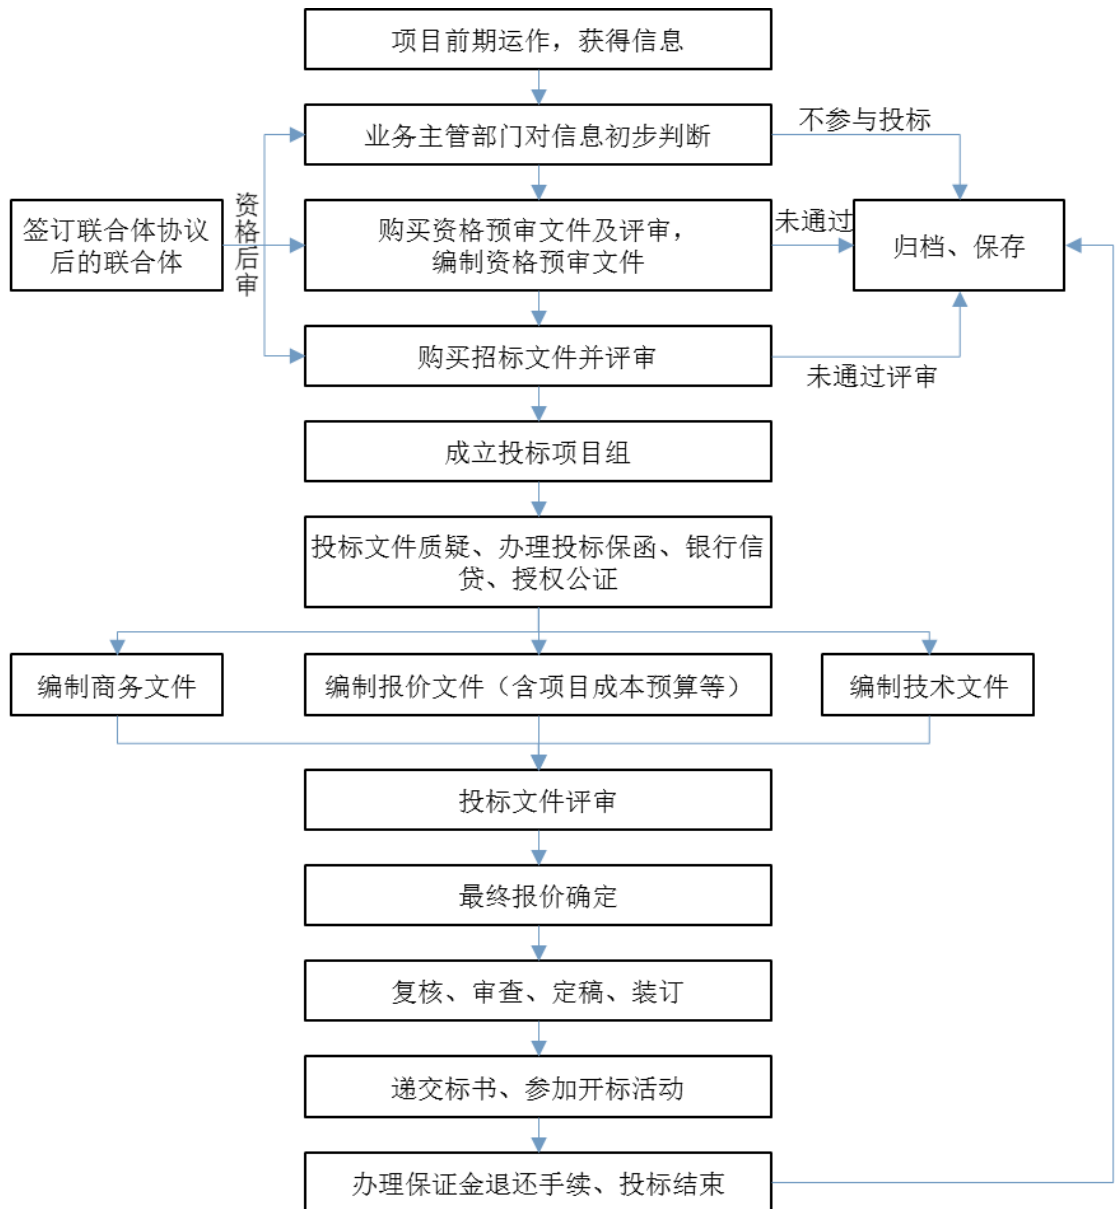 项目前期运作，获得信息
业务主管部门对信息初步判断
不参与投标
签订联合体协议
后的联合体
资格后审
购买资格预审文件及评审，
编制资格预审文件
未通过
归档、保存
购买招标文件并评审
未通过评审
成立投标项目组
投标文件质疑、办理投标保函、银行信
贷、授权公证
编制商务文件
编制报价文件（含项目成本预算等）
编制技术文件
投标文件评审
最终报价确定
复核、审查、定稿、装订
递交标书、参加开标活动
办理保证金退还手续、投标结束